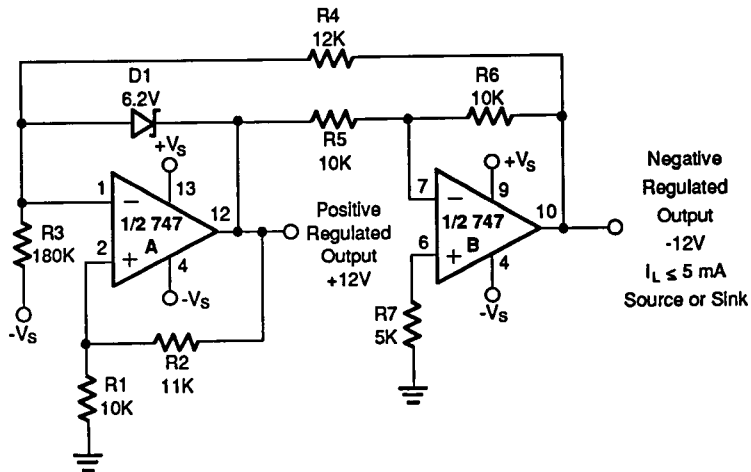 R4
12K
D1
6.2V
R6
10K
R5
10K
+VS
13
1
−
1/2 747
A
12
2
+
4
-VS
R3
180K
-VS
Positive
Regulated
Output
+12V
R2
11K
R1
10K
+VS
9
7
−
1/2 747
B
10
6
+
4
-VS
R7
5K
Negative
Regulated
Output
-12V
iL ≤ 5 mA
Source or Sink